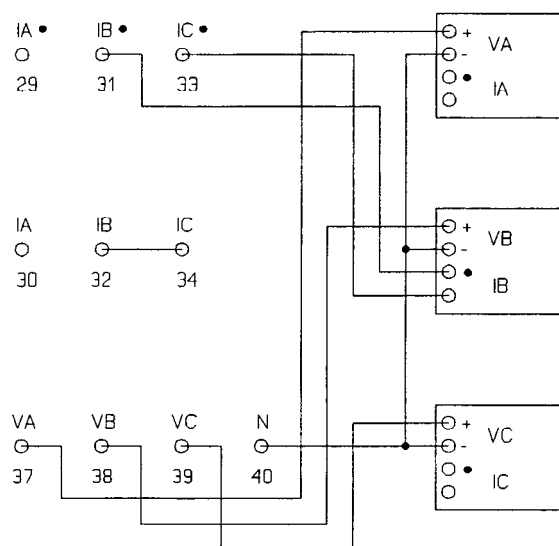 IA • IB • IC •
29 31 33
+ VA
-
• IA
IA IB IC
30 32 34
+ VB
-
• IB
VA VB VC N
37 38 39 40
+ VC
-
• IC